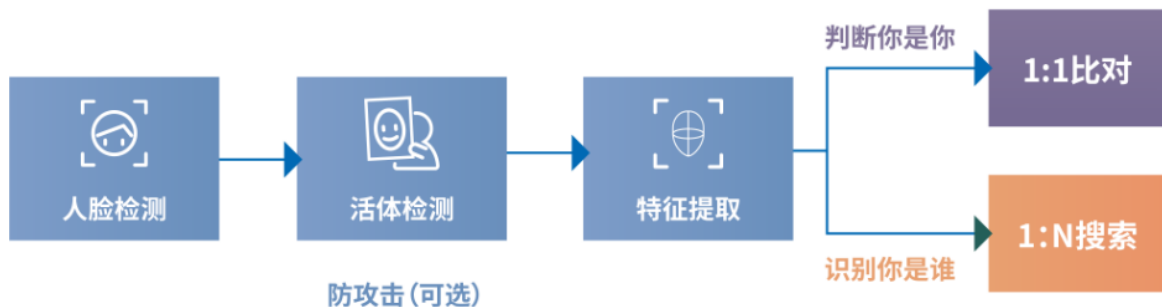 判断你是你
1:1比对
人脸检测
活体检测
特征提取
1:N搜索
识别你是谁
防攻击(可选)